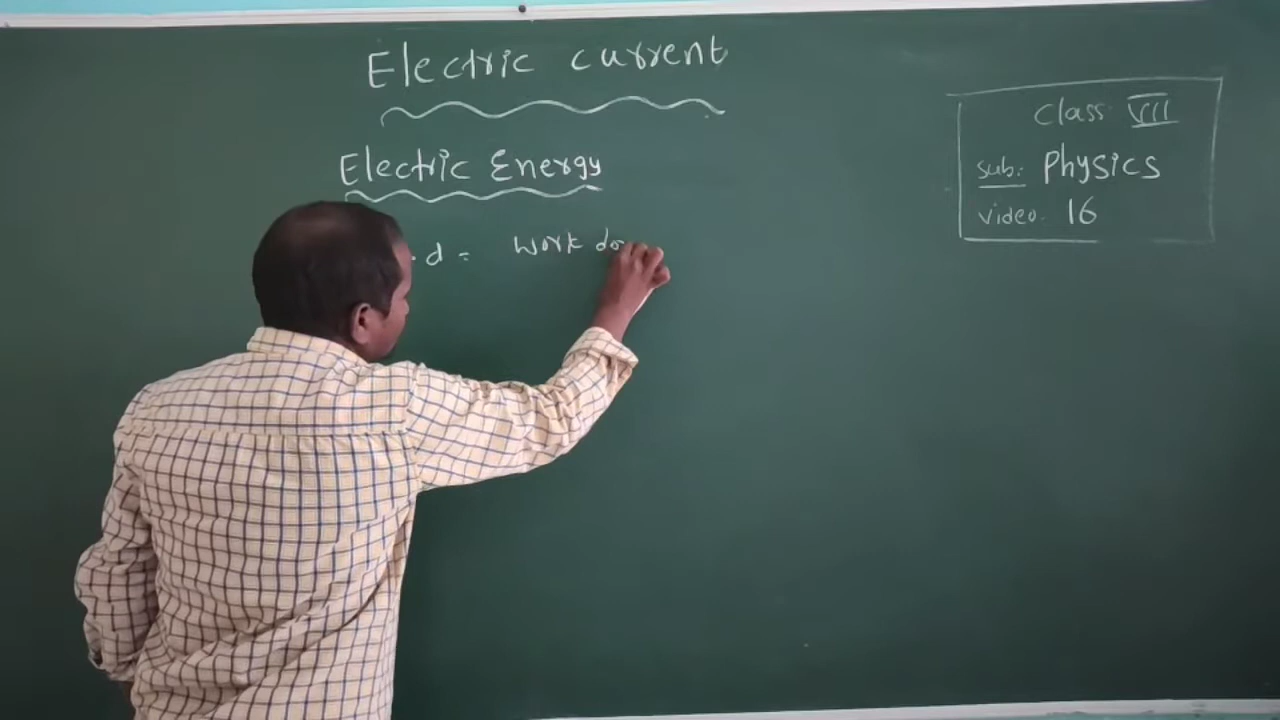 Electric current
Electric Energy
. d = work do
class VII
sub: Physics
video. 16